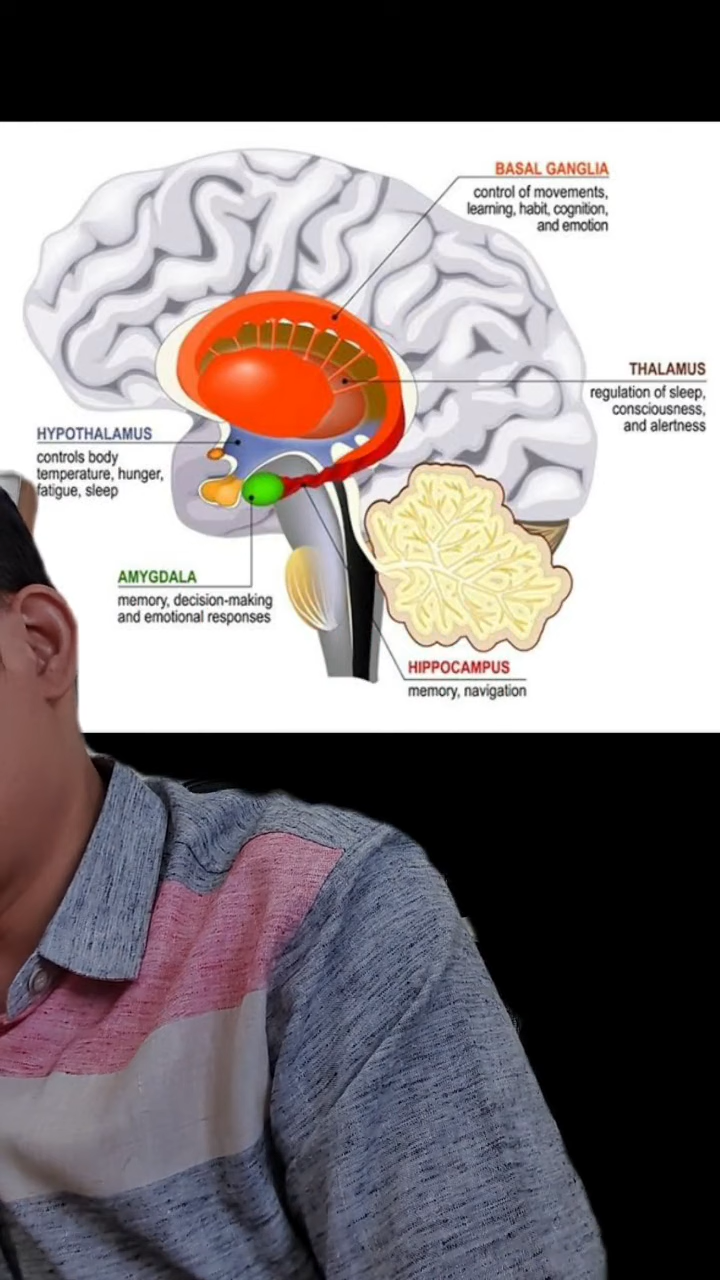 BASAL GANGLIA
control of movements,
learning, habit, cognition,
and emotion
THALAMUS
regulation of sleep,
consciousness,
and alertness
HYPOTHALAMUS
controls body
temperature, hunger,
fatigue, sleep
AMYGDALA
memory, decision-making
and emotional responses
HIPPOCAMPUS
memory, navigation